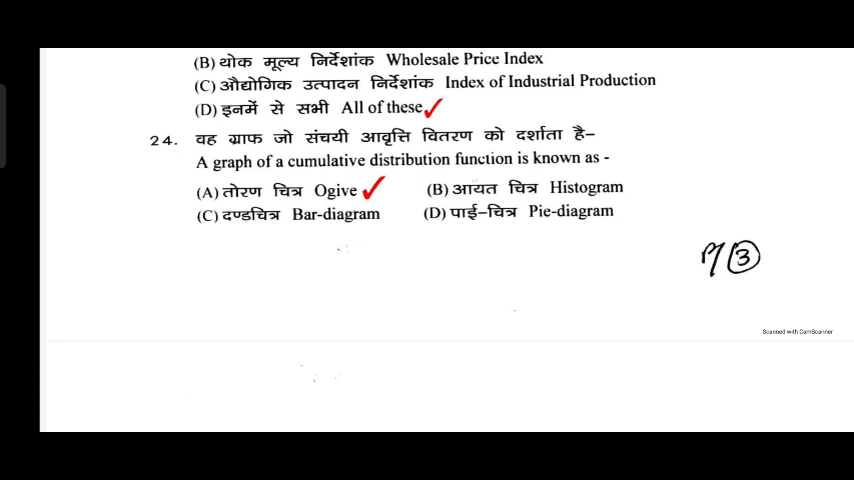 (B) थोक मूल्य निर्देशांक Wholesale Price Index
(C) औद्योगिक उत्पादन निर्देशांक Index of Industrial Production
(D) इनमें से सभी All of these
24. वह ग्राफ जो संचयी आवृत्ति वितरण को दर्शाता है–
A graph of a cumulative distribution function is known as -
(A) तोरण चित्र Ogive (B) आयत चित्र Histogram
(C) दण्डचित्र Bar-diagram (D) पाई–चित्र Pie-diagram
3
Scanned with CamScanner